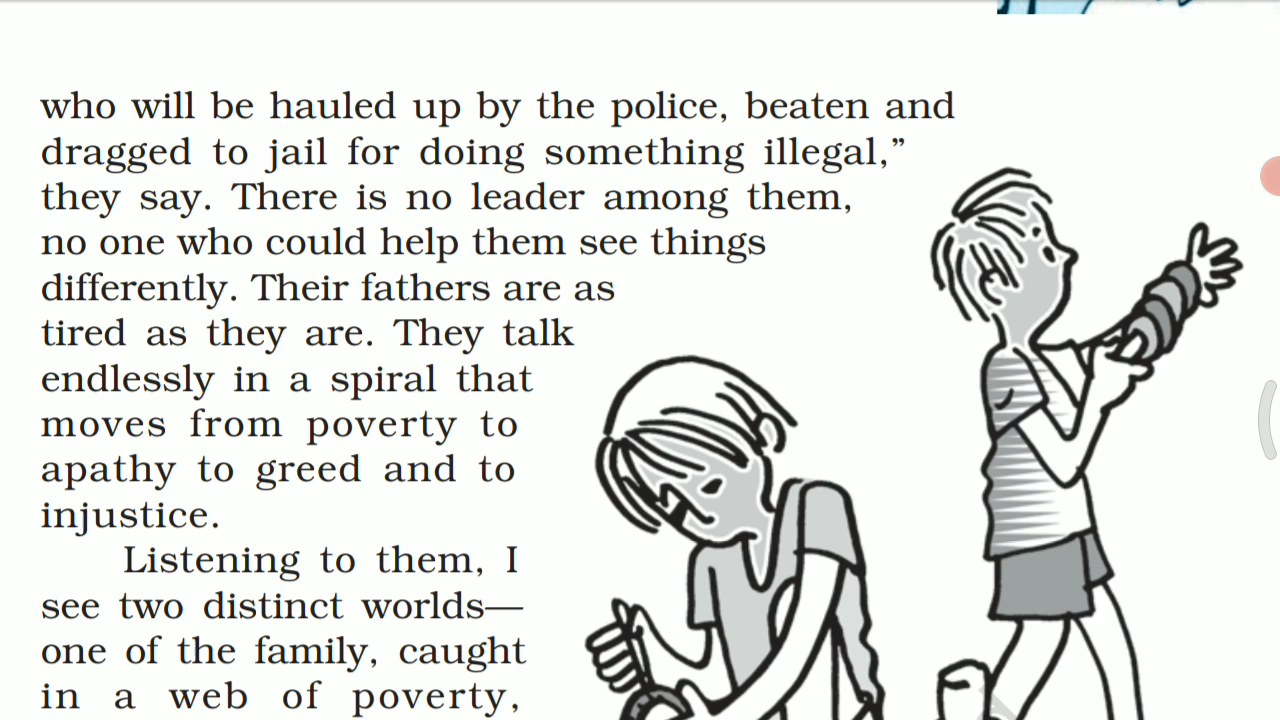 who will be hauled up by the police, beaten and
dragged to jail for doing something illegal,”
they say. There is no leader among them,
no one who could help them see things
differently. Their fathers are as
tired as they are. They talk
endlessly in a spiral that
moves from poverty to
apathy to greed and to
injustice.
Listening to them, I
see two distinct worlds—
one of the family, caught
in a web of poverty,